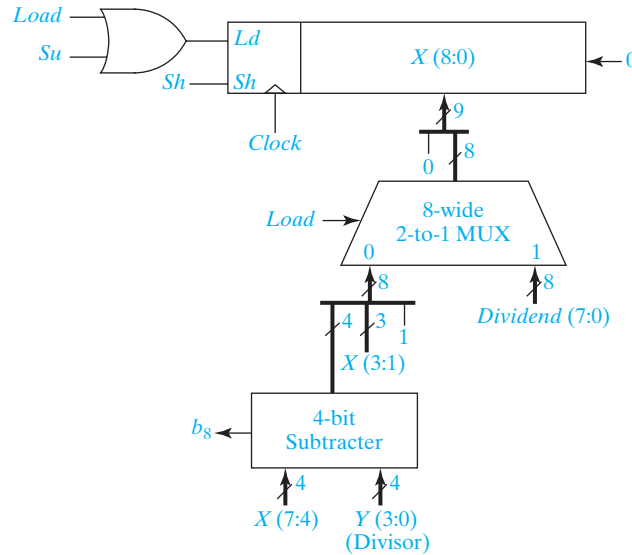 Load
Su
Ld
Sh
Sh
X (8:0)
0
Clock
9
0
8
Load
8-wide
2-to-1 MUX
0
1
8
8
Dividend (7:0)
4
3
1
X (3:1)
b8
4-bit
Subtracter
4
4
X (7:4)
Y (3:0)
(Divisor)